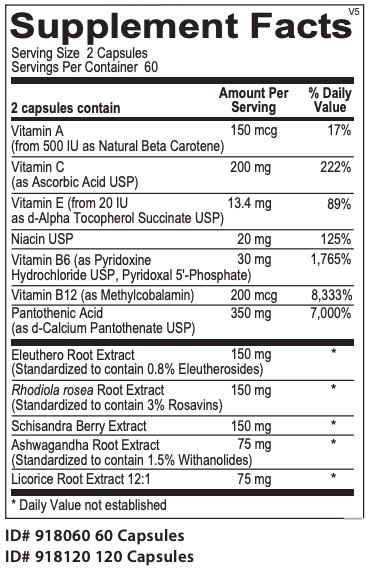 V5
Supplement Facts
Serving Size 2 Capsules
Servings Per Container 60
2 capsules contain Amount Per Serving % Daily Value
Vitamin A 150 mcg 17%
(from 500 IU as Natural Beta Carotene)
Vitamin C 200 mg 222%
(as Ascorbic Acid USP)
Vitamin E (from 20 IU 13.4 mg 89%
as d-Alpha Tocopherol Succinate USP)
Niacin USP 20 mg 125%
Vitamin B6 (as Pyridoxine 30 mg 1,765%
Hydrochloride USP, Pyridoxal 5'-Phosphate)
Vitamin B12 (as Methylcobalamin) 200 mcg 8,333%
Pantothenic Acid 350 mg 7,000%
(as d-Calcium Pantothenate USP)
Eleuthero Root Extract 150 mg *
(Standardized to contain 0.8% Eleutherosides)
Rhodiola rosea Root Extract 150 mg *
(Standardized to contain 3% Rosavins)
Schisandra Berry Extract 150 mg *
Ashwagandha Root Extract 75 mg *
(Standardized to contain 1.5% Withanolides)
Licorice Root Extract 12:1 75 mg *
* Daily Value not established
ID# 918060 60 Capsules
ID# 918120 120 Capsules